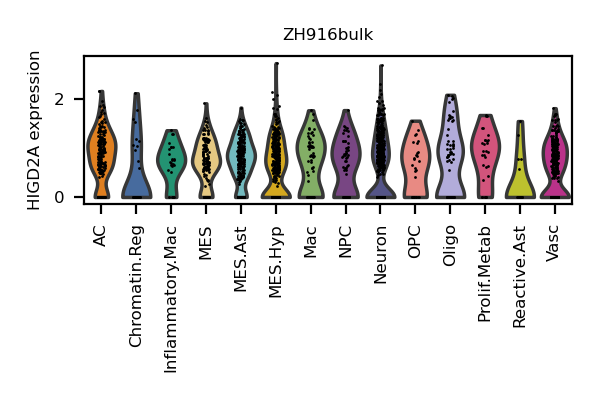 ZH916bulk
HIGD2A expression
2
0
AC
Chromatin.Reg
Inflammatory.Mac
MES
MES.Ast
MES.Hyp
Mac
NPC
Neuron
OPC
Oligo
Prolif.Metab
Reactive.Ast
Vasc